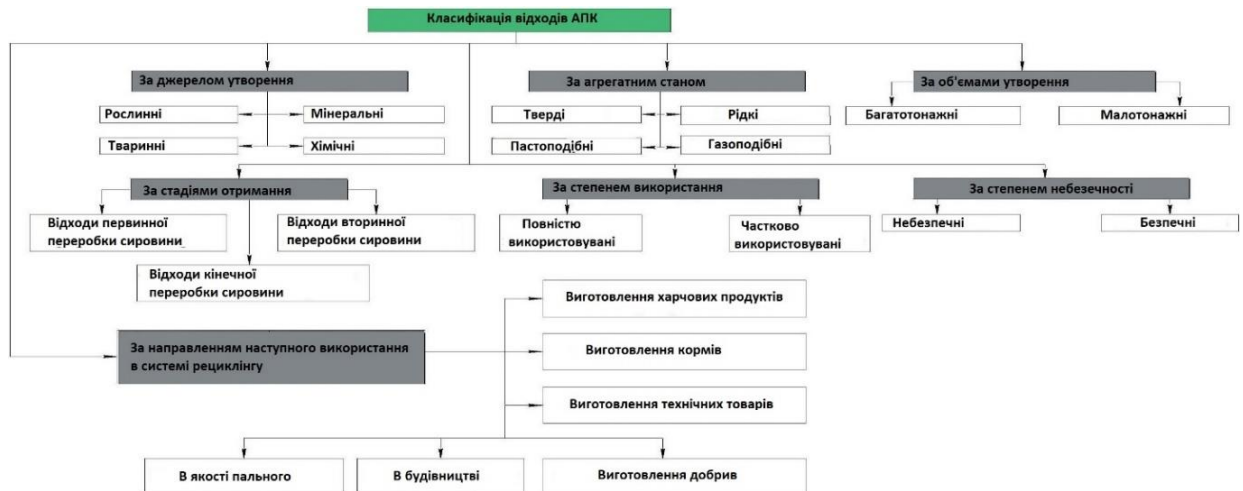 Класифікація відходів АПК
За джерелом утворення
За агрегатним станом
За об'ємами утворення
Рослинні
Мінеральні
Тверді
Рідкі
Багатотонажні
Малотонажні
Тваринні
Хімічні
Пастоподібні
Газоподібні
За стадіями отримання
За степенем використання
За степенем небезечності
Відходи первинної
переробки сировини
Відходи вторинної
переробки сировини
Повністю
використовувані
Частково
використовувані
Небезпечні
Безпечні
Відходи кінечної
переробки сировини
Виготовлення харчових продуктів
За направленням наступного використання
в системі рециклінгу
Виготовлення кормів
Виготовлення технічних товарів
В якості пального
В будівництві
Виготовлення добрив